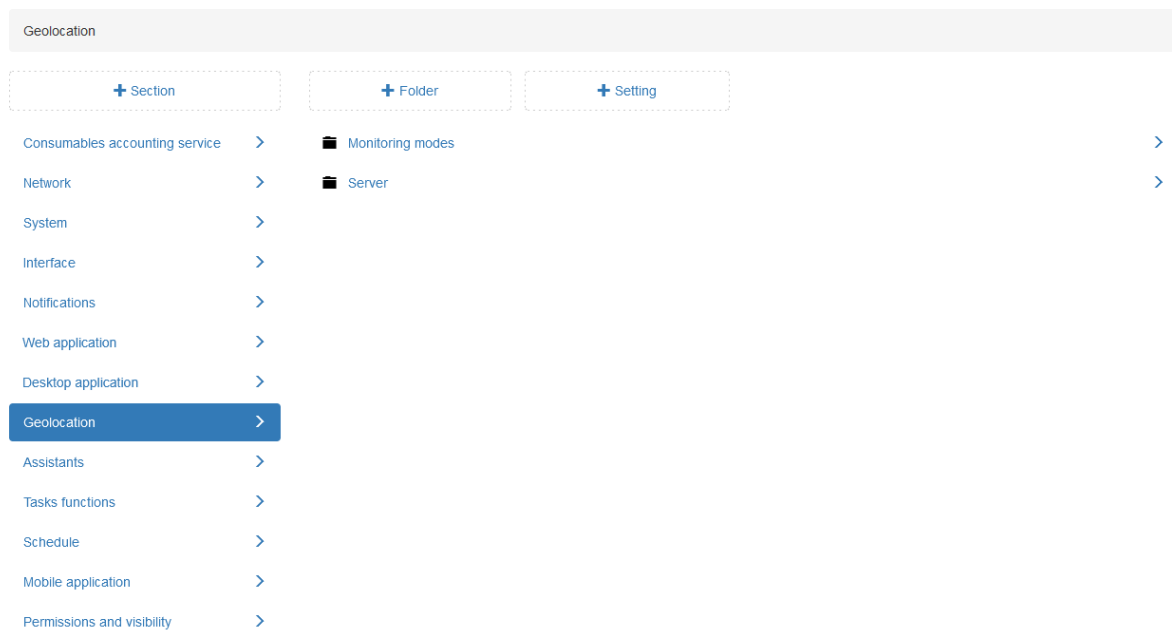 Geolocation
Section
Folder
Setting
Consumables accounting service
Network
System
Interface
Notifications
Web application
Desktop application
Geolocation
Assistants
Tasks functions
Schedule
Mobile application
Permissions and visibility
Monitoring modes
Server